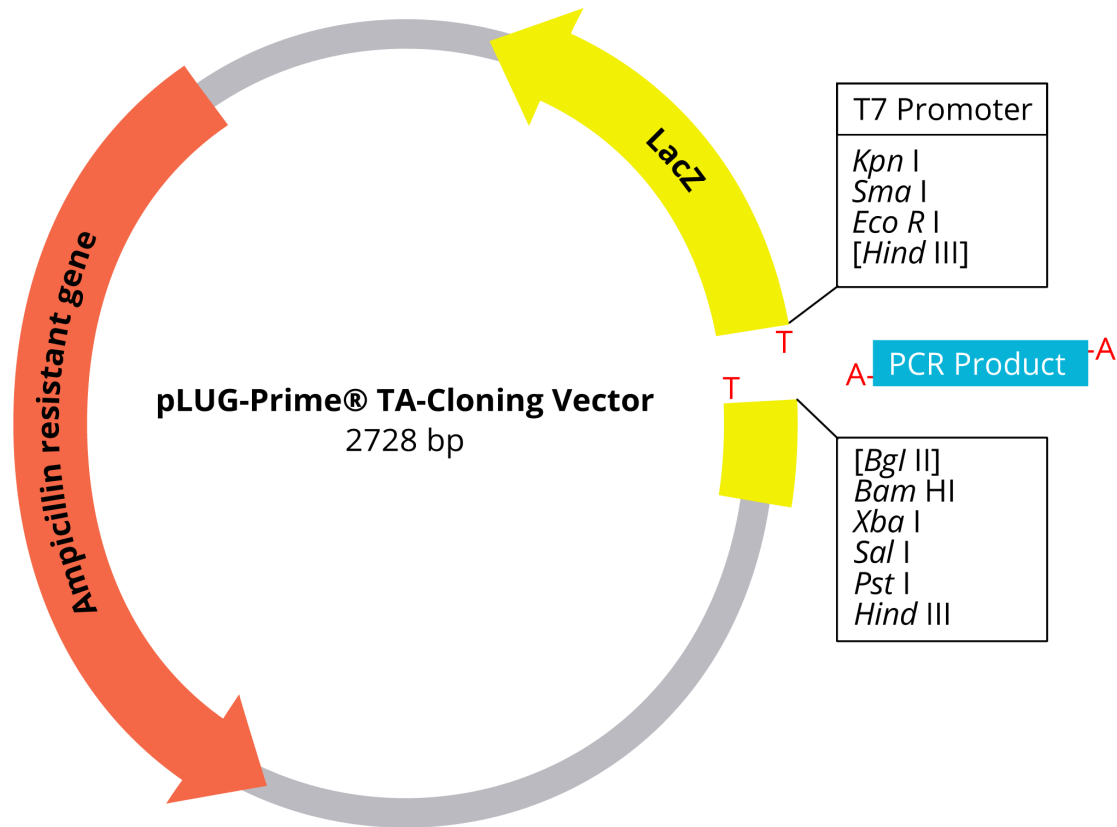 LacZ
T7 Promoter
Kpn I
Sma I
Eco R I
[Hind III]
Ampicillin resistant gene
T
PCR Product
-A
A-
T
pLUG-Prime® TA-Cloning Vector
2728 bp
[Bgl II]
Bam HI
Xba I
Sal I
Pst I
Hind III